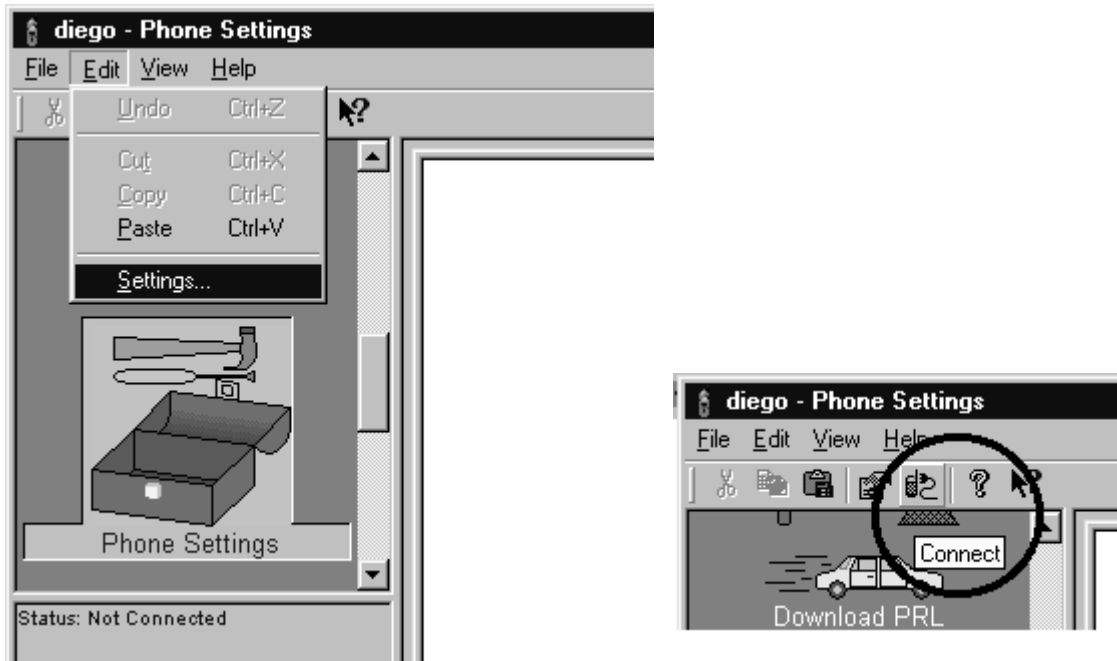 diego - Phone Settings
File Edit View Help
Undo Ctrl+Z
Cut Ctrl+X
Copy Ctrl+C
Paste Ctrl+V
Settings...
Phone Settings
Status: Not Connected
diego - Phone Settings
File Edit View Help
Connect
Download PRL